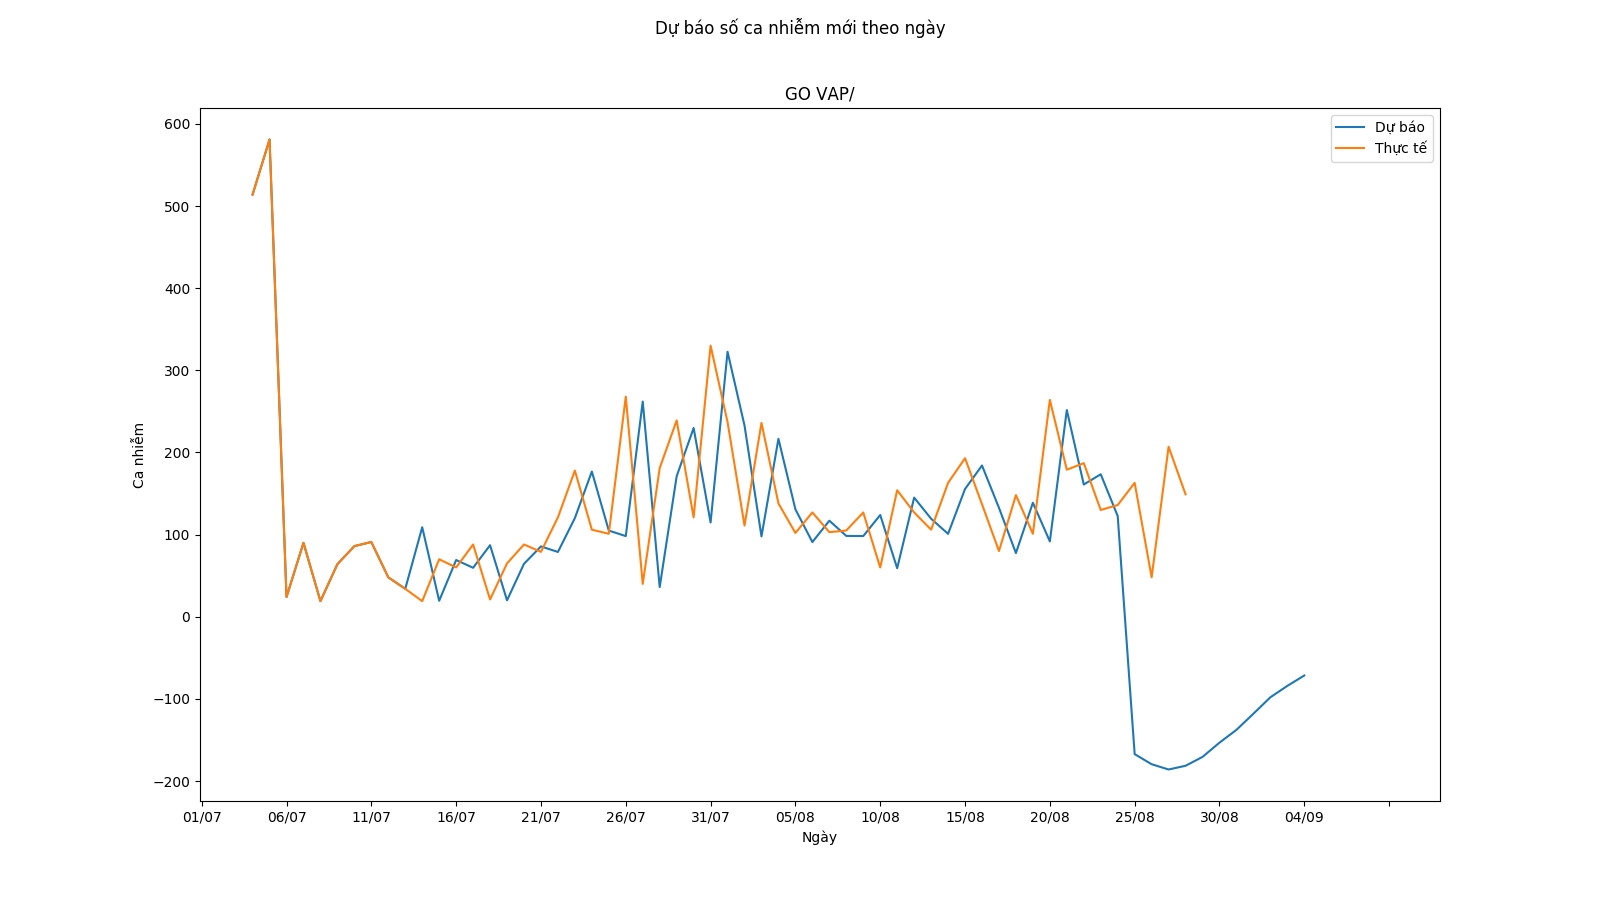 Dự báo số ca nhiễm mới theo ngày
GO VAP/
Dự báo
Thực tế
600
500
400
300
200
100
0
−100
−200
Ca nhiễm
01/07 06/07 11/07 16/07 21/07 26/07 31/07 05/08 10/08 15/08 20/08 25/08 30/08 04/09
Ngày